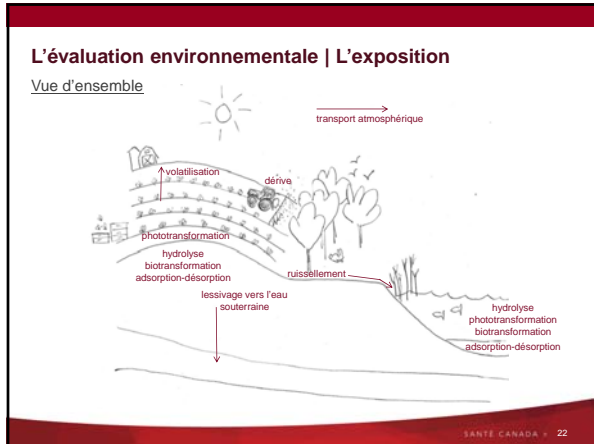 L'évaluation environnementale | L'exposition
Vue d'ensemble
transport atmosphérique
volatilisation
dérive
phototransformation
hydrolyse
biotransformation
adsorption-désorption
ruissellement
lessivage vers l'eau
souterraine
hydrolyse
phototransformation
biotransformation
adsorption-désorption
SANTÉ CANADA > 22